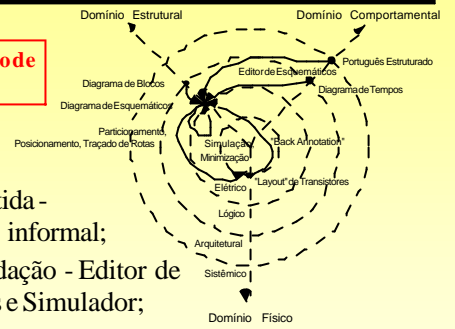 Domínio Estrutural
Domínio Comportamental
ode
Português Estruturado
Editor de Esquemáticos
Diagrama de Blocos
Diagrama de Tempos
Diagrama de Esquemáticos
Particionamento,
Posicionamento, Traçado de Rotas
Simulação,
Minimização
"Back Annotation"
Elétrico
"Layout" de Transistores
tida -
informal;
Lógico
Arquitetural
dação - Editor de
Sistêmico
s e Simulador;
Domínio Físico